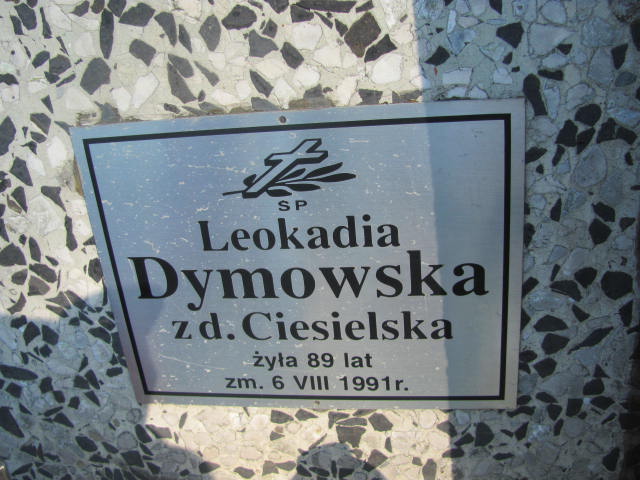 SP
Leokadia
Dymowska
z d. Ciesielska
żyła 89 lat
zm. 6 VIII 1991r.